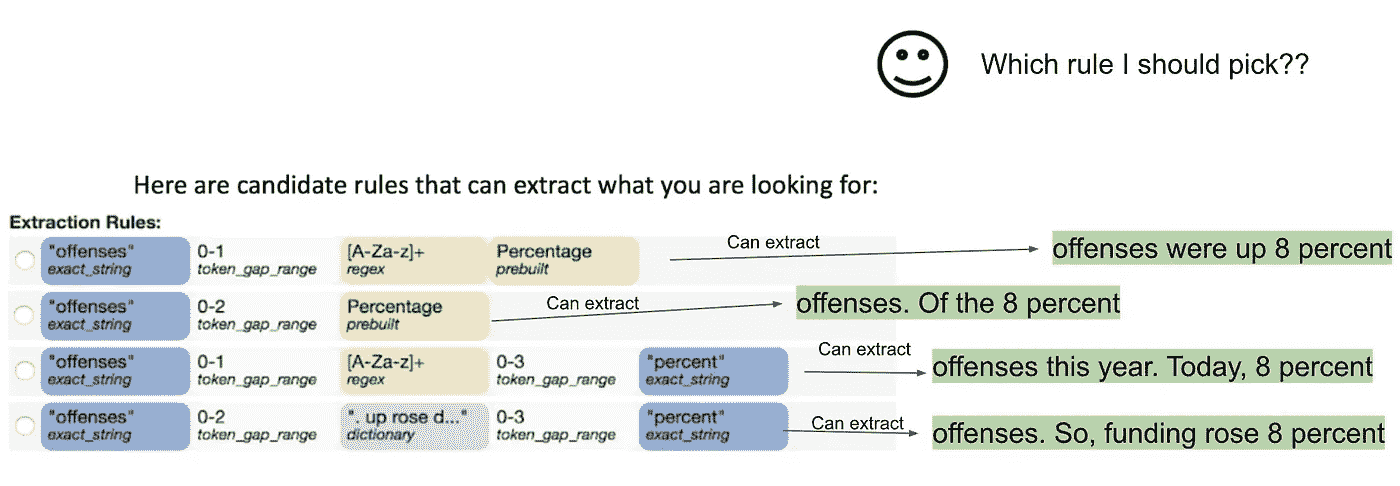 Which rule I should pick??
Here are candidate rules that can extract what you are looking for:
Extraction Rules:
"offenses" 0-1 [A-Za-z]+ Percentage Can extract offenses were up 8 percent
exact_string token_gap_range regex prebuilt
"offenses" 0-2 Percentage Can extract offenses. Of the 8 percent
exact_string token_gap_range prebuilt
"offenses" 0-1 [A-Za-z]+ 0-3 "percent" Can extract offenses this year. Today, 8 percent
exact_string token_gap_range regex token_gap_range exact_string
"offenses" 0-2 ". up rose d..." 0-3 "percent" Can extract offenses. So, funding rose 8 percent
exact_string token_gap_range dictionary token_gap_range exact_string